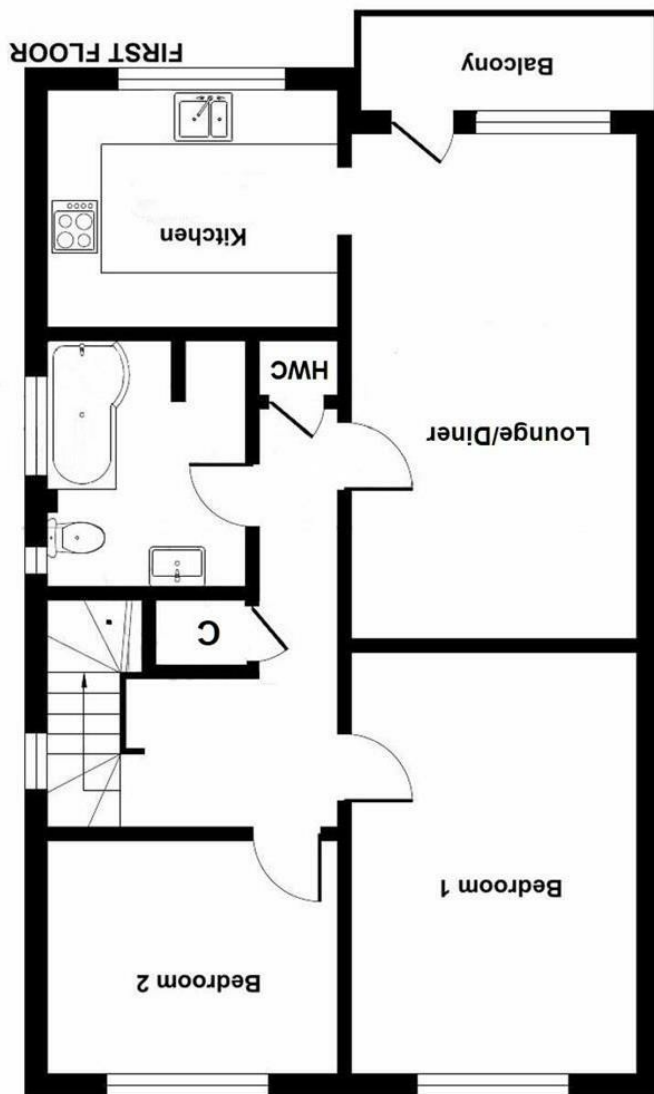 Bedroom 2
Bedroom 1
C
Lounge/Diner
HWC
Kitchen
Balcony
FIRST FLOOR